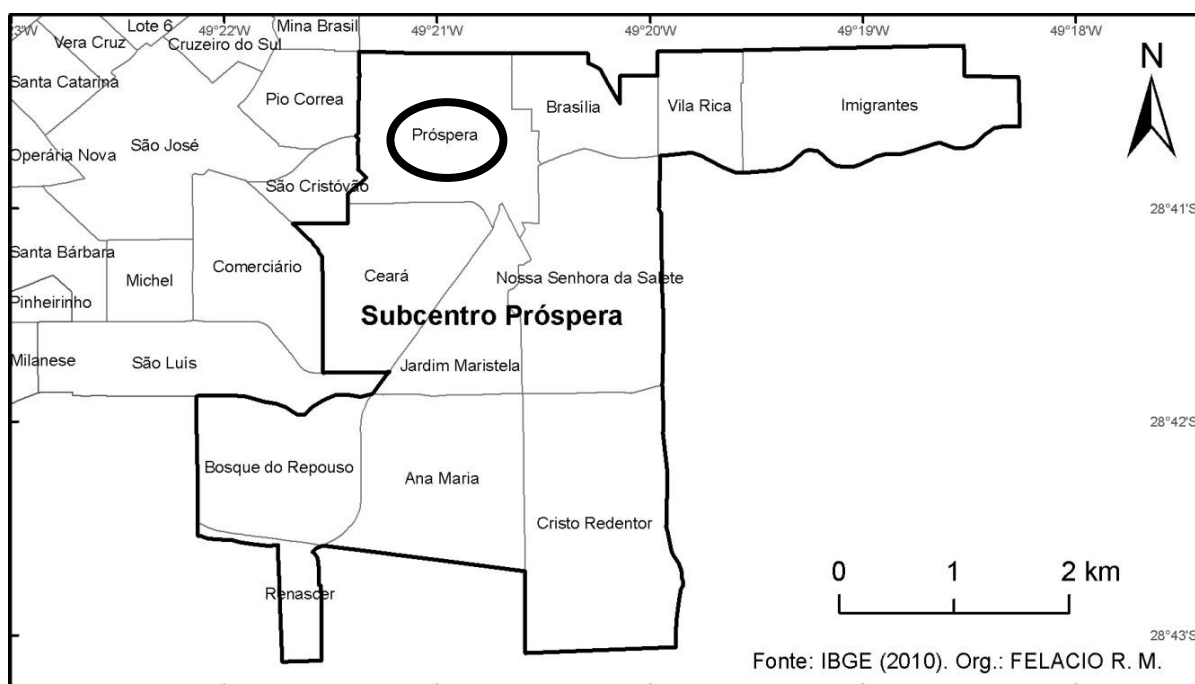 Lote 6
Mina Brasil
23'W
49°22'W
49°21'W
49°20'W
49°19'W
49°18'W
Vera Cruz
Cruzeiro do Sul
N
Santa Catarina
Pio Correa
Brasília
Vila Rica
Imigrantes
Próspera
Operária Nova
São José
São Cristóvão
28°41'S
Santa Bárbara
Comerciário
Ceará
Nossa Senhora da Salete
Michel
Pinheirinho
Subcentro Próspera
Milanese
São Luís
Jardim Maristela
28°42'S
Bosque do Repouso
Ana Maria
Cristo Redentor
0 1 2 km
Renascer
28°43'S
Fonte: IBGE (2010). Org.: FELACIO R. M.